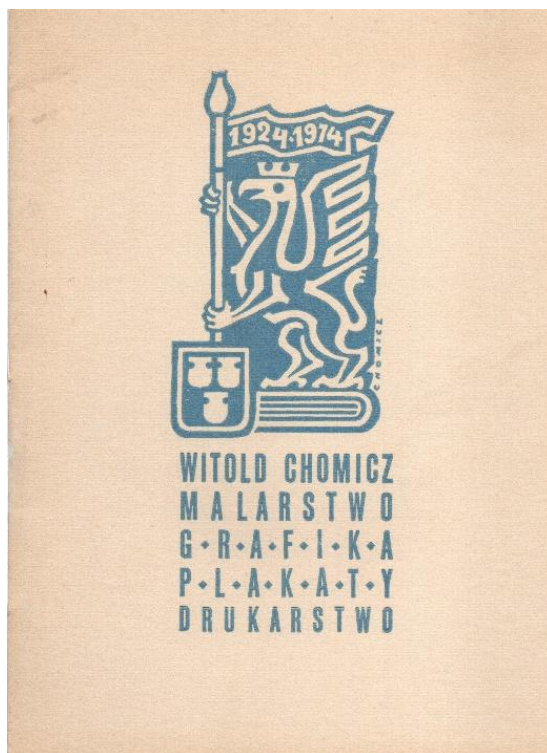 1924·1974
CHOMICZ
WITOLD CHOMICZ
MALARSTWO
G·R·A·F·I·K·A
P·L·A·K·A·T·Y
DRUKARSTWO